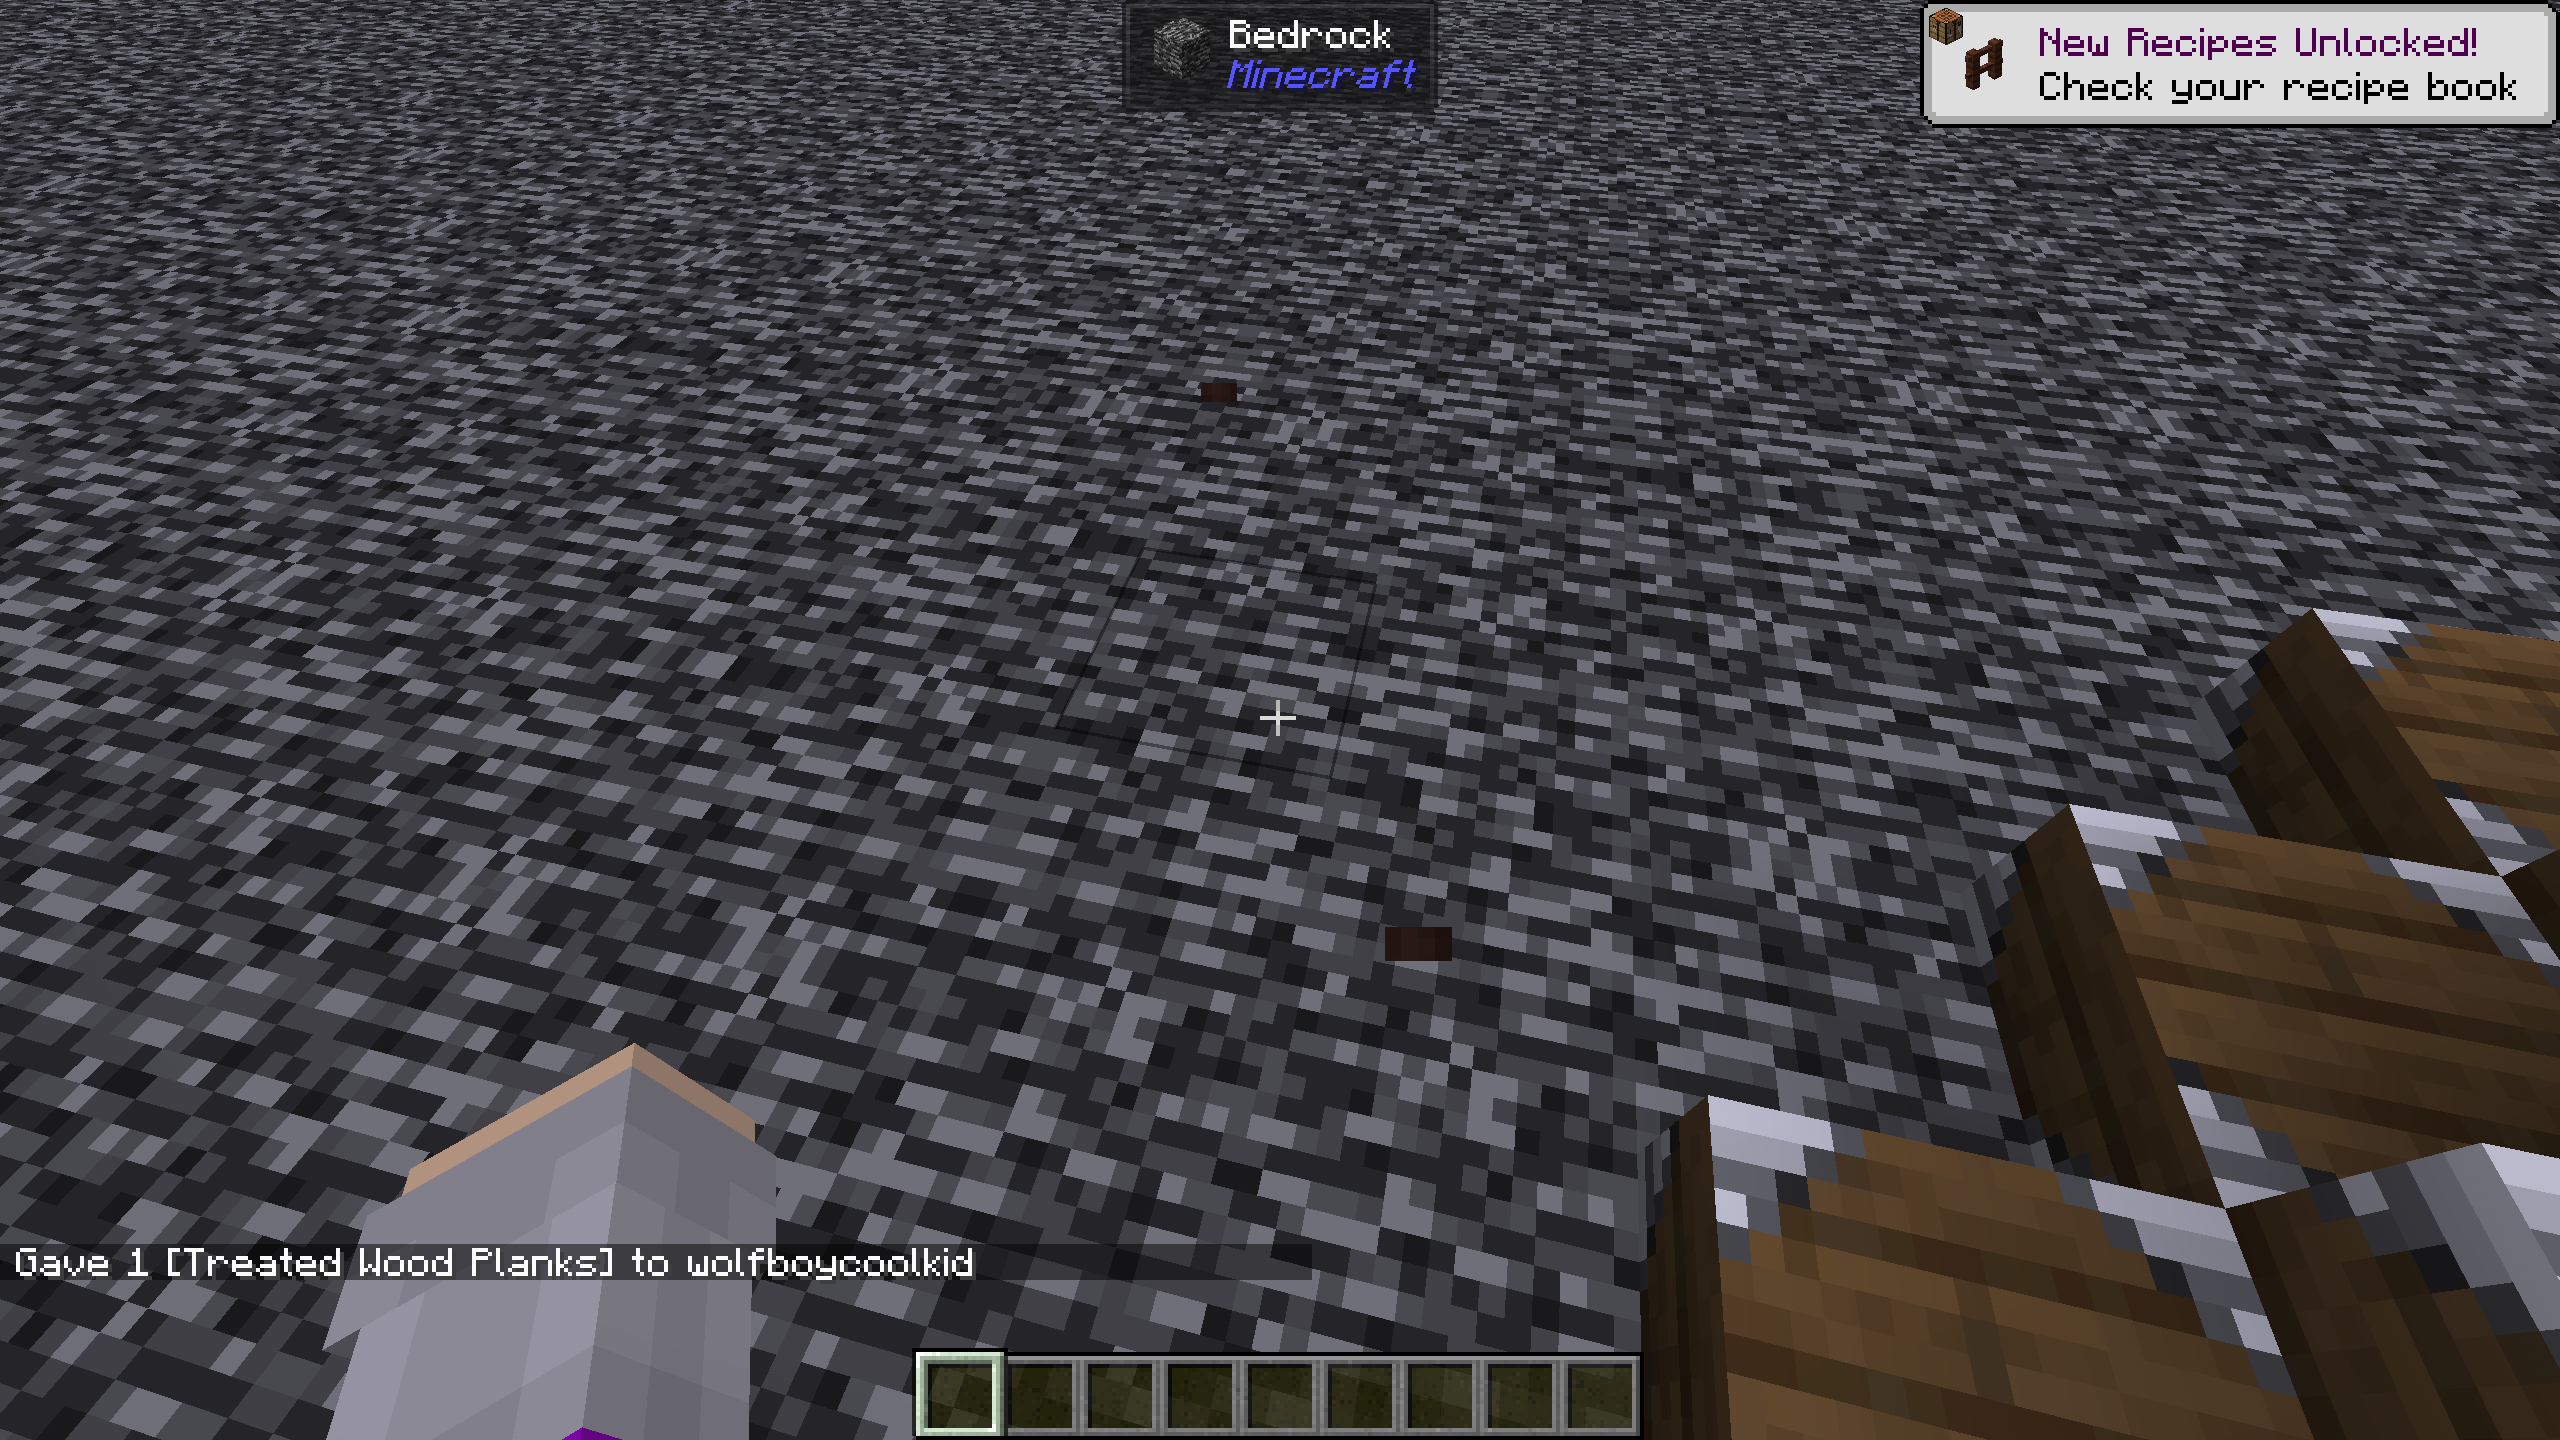 Bedrock
Minecraft
New Recipes Unlocked!
Check your recipe book
Gave 1 [Treated Wood Planks] to wolfboycoolkid